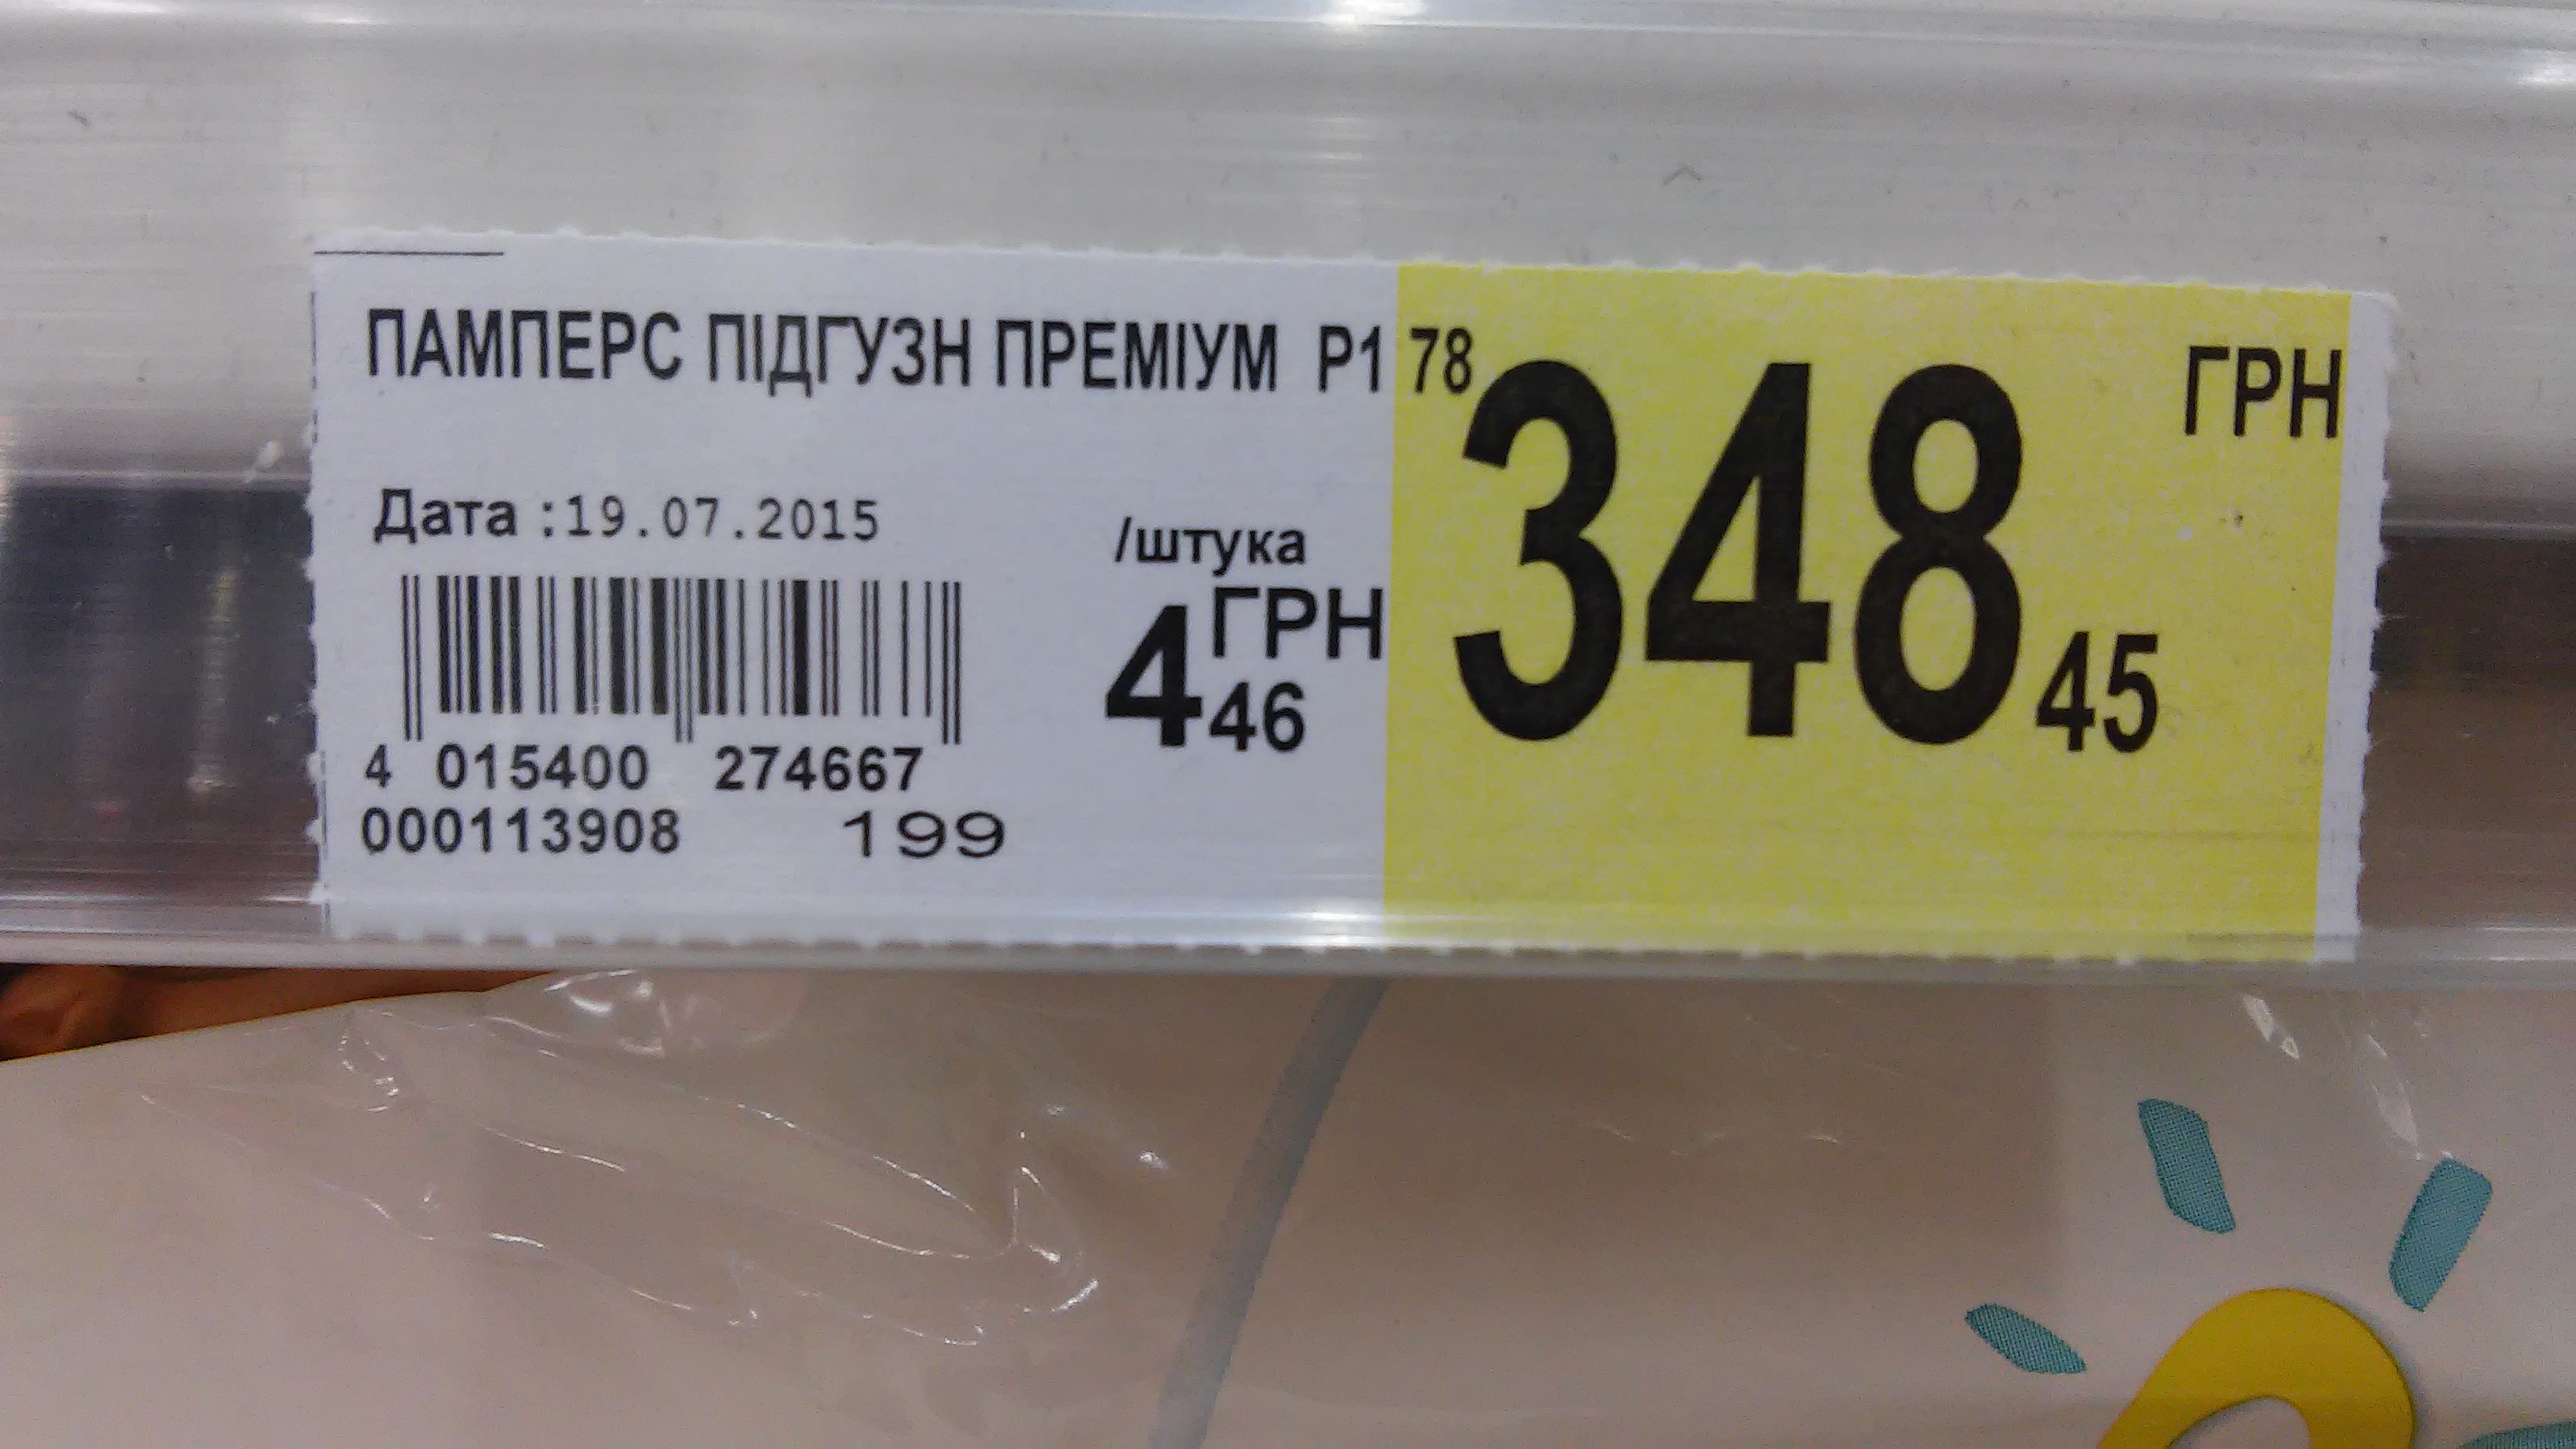 ПАМПЕРС ПІДГУЗН ПРЕМІУМ Р1 78
348 45 ГРН
Дата :19.07.2015
/штука
4 46 ГРН
4 015400 274667
000113908 199